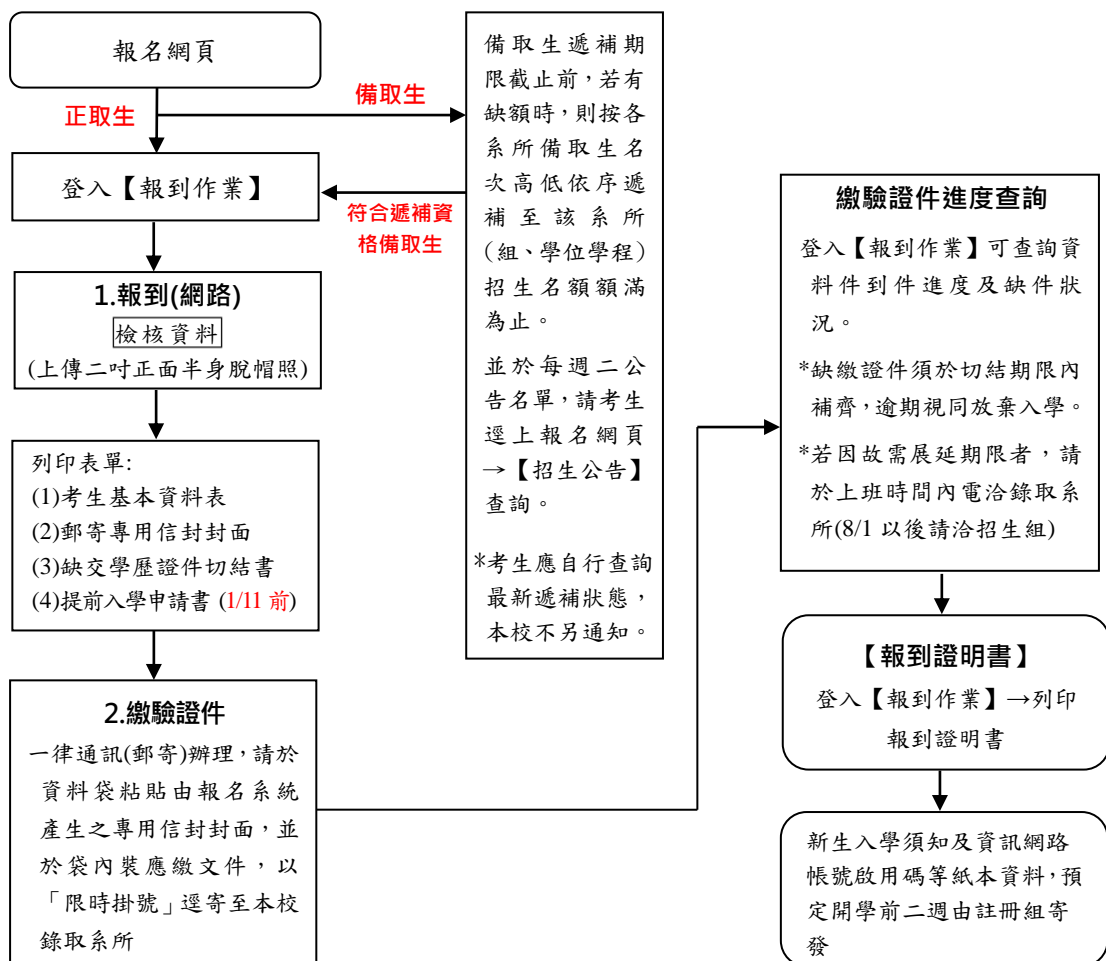 報名網頁
正取生
備取生
登入【報到作業】
符合遞補資
格備取生
1.報到(網路)
檢核資料
(上傳二吋正面半身脫帽照)
列印表單:
(1)考生基本資料表
(2)郵寄專用信封封面
(3)缺交學歷證件切結書
(4)提前入學申請書 (1/11 前)
2.繳驗證件
一律通訊(郵寄)辦理,請於
資料袋粘貼由報名系統
產生之專用信封封面,並
於袋內裝應繳文件,以
「限時掛號」逕寄至本校
錄取系所
備取生遞補期
限截止前,若有
缺額時,則按各
系所備取生名
次高低依序遞
補至該系所
(組、學位學程)
招生名額額滿
為止。
並於每週二公
告名單,請考生
逕上報名網頁
→【招生公告】
查詢。
*考生應自行查詢
最新遞補狀態,
本校不另通知。
繳驗證件進度查詢
登入【報到作業】可查詢資
料件到件進度及缺件狀
況。
*缺繳證件須於切結期限內
補齊,逾期視同放棄入學。
*若因故需展延期限者,請
於上班時間內電洽錄取系
所(8/1 以後請洽招生組)
【報到證明書】
登入【報到作業】→列印
報到證明書
新生入學須知及資訊網路
帳號啟用碼等紙本資料,預
定開學前二週由註冊組寄
發